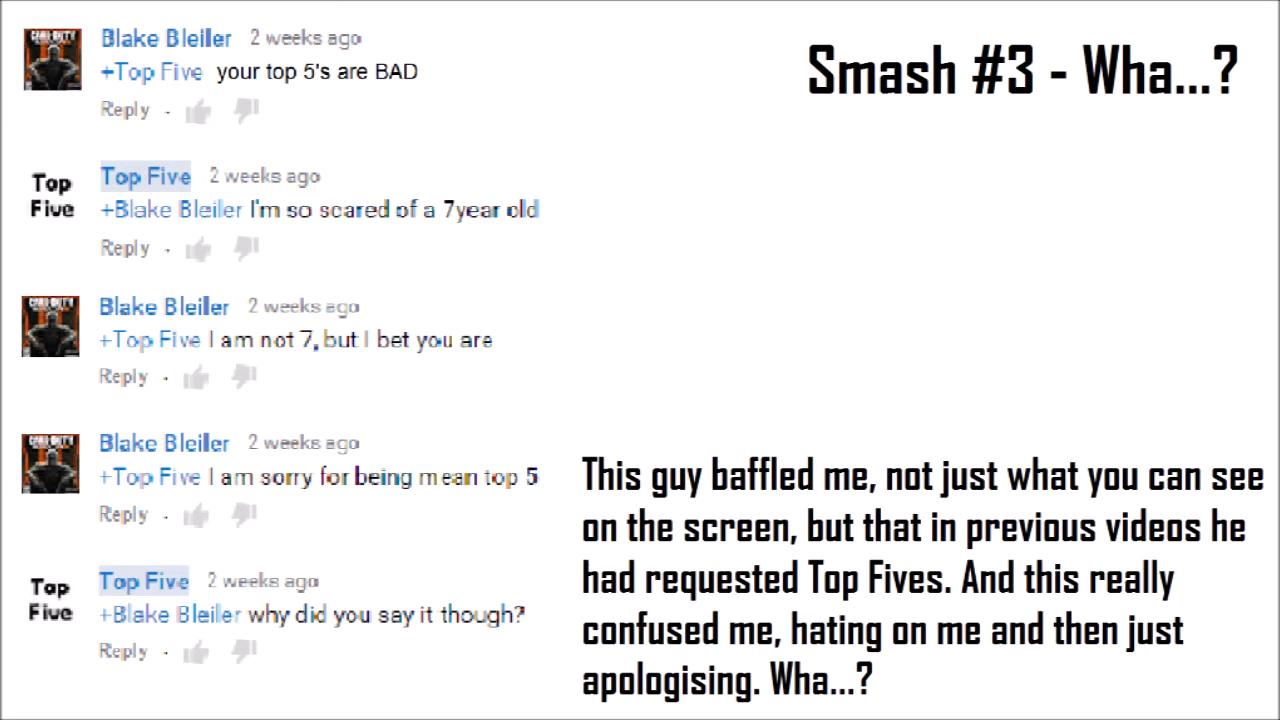 Blake Bleiler 2 weeks ago
+Top Five your top 5's are BAD
Reply ·
Smash #3 - Wha...?
Top
Five
Top Five 2 weeks ago
+Blake Bleiler I'm so scared of a 7year old
Reply ·
Blake Bleiler 2 weeks ago
+Top Five I am not 7, but I bet you are
Reply ·
Blake Bleiler 2 weeks ago
+Top Five I am sorry for being mean top 5
Reply ·
Top
Five
Top Five 2 weeks ago
+Blake Bleiler why did you say it though?
Reply ·
This guy baffled me, not just what you can see
on the screen, but that in previous videos he
had requested Top Fives. And this really
confused me, hating on me and then just
apologising. Wha...?